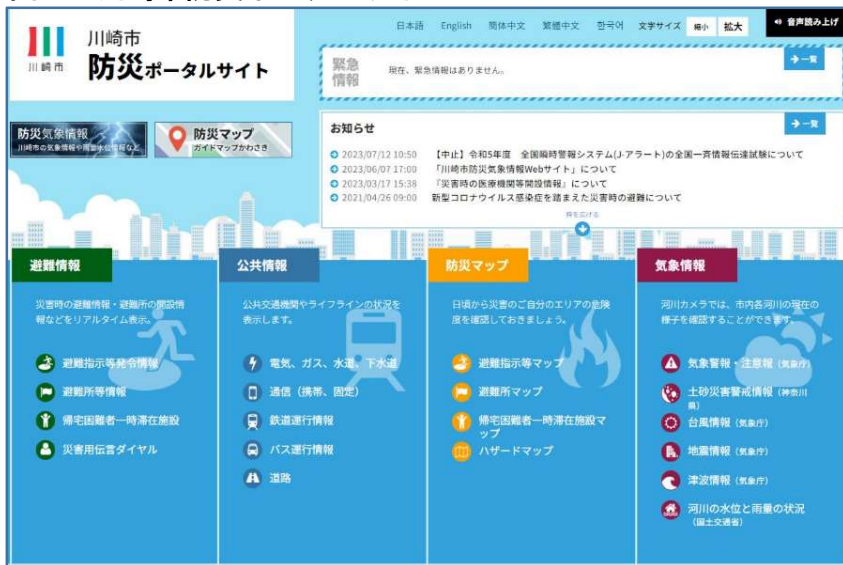 日本語 English 简体中文 繁體中文 한국어 文字サイズ 縮小 拡大 音声読み上げ
川崎市
川崎市
防災ポータルサイト
緊急
情報
現在、緊急情報はありません。
一覧
防災気象情報
川崎市の気象情報や雨量水位情報など
防災マップ
ガイドマップかわさき
お知らせ
一覧
2023/07/12 10:50 【中止】令和5年度 全国瞬時警報システム(J-アラート)の全国一斉情報伝達試験について
2023/06/07 17:00 「川崎市防災気象情報Webサイト」について
2023/03/17 15:38 『災害時の医療機関等開設情報』について
2021/04/26 09:00 新型コロナウイルス感染症を踏まえた災害時の避難について
枠を広げる
避難情報
災害時の避難情報・避難所の開設情
報などをリアルタイム表示。
避難指示等発令情報
避難所等情報
帰宅困難者一時滞在施設
災害用伝言ダイヤル
公共情報
公共交通機関やライフラインの状況を
表示します。
電気、ガス、水道、下水道
通信（携帯、固定）
鉄道運行情報
バス運行情報
道路
防災マップ
日頃から災害のご自分のエリアの危険
度を確認しておきましょう。
避難指示等マップ
避難所マップ
帰宅困難者一時滞在施設マ
ップ
ハザードマップ
気象情報
河川カメラでは、市内各河川の現在の
様子を確認することができます。
気象警報・注意報（気象庁）
土砂災害警戒情報（神奈川
県）
台風情報（気象庁）
地震情報（気象庁）
津波情報（気象庁）
河川の水位と雨量の状況
（国土交通省）